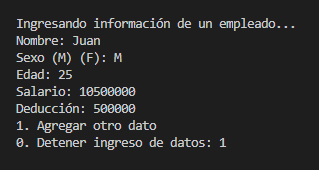 Ingresando información de un empleado...
Nombre: Juan
Sexo (M) (F): M
Edad: 25
Salario: 10500000
Deducción: 500000
1. Agregar otro dato
0. Detener ingreso de datos: 1